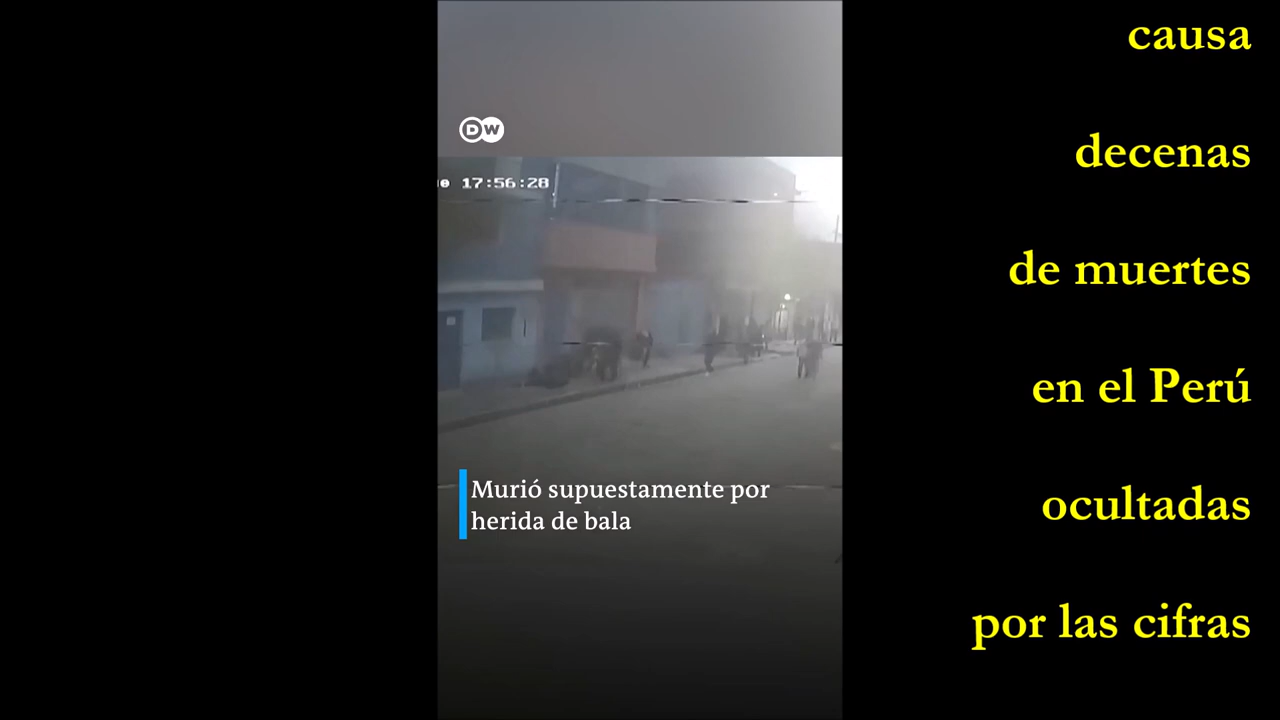 DW
e 17:56:28
Murió supuestamente por
herida de bala
causa
decenas
de muertes
en el Perú
ocultadas
por las cifras